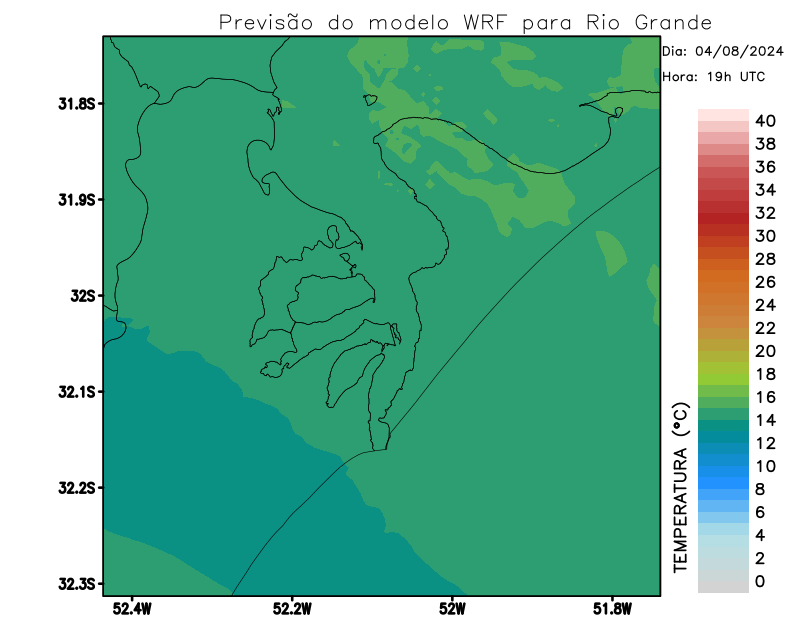 Previsão do modelo WRF para Rio Grande
Dia: 04/08/2024
Hora: 19h UTC
31.8S
31.9S
32S
32.1S
32.2S
32.3S
52.4W
52.2W
52W
51.8W
TEMPERATURA (°C)
40
38
36
34
32
30
28
26
24
22
20
18
16
14
12
10
8
6
4
2
0